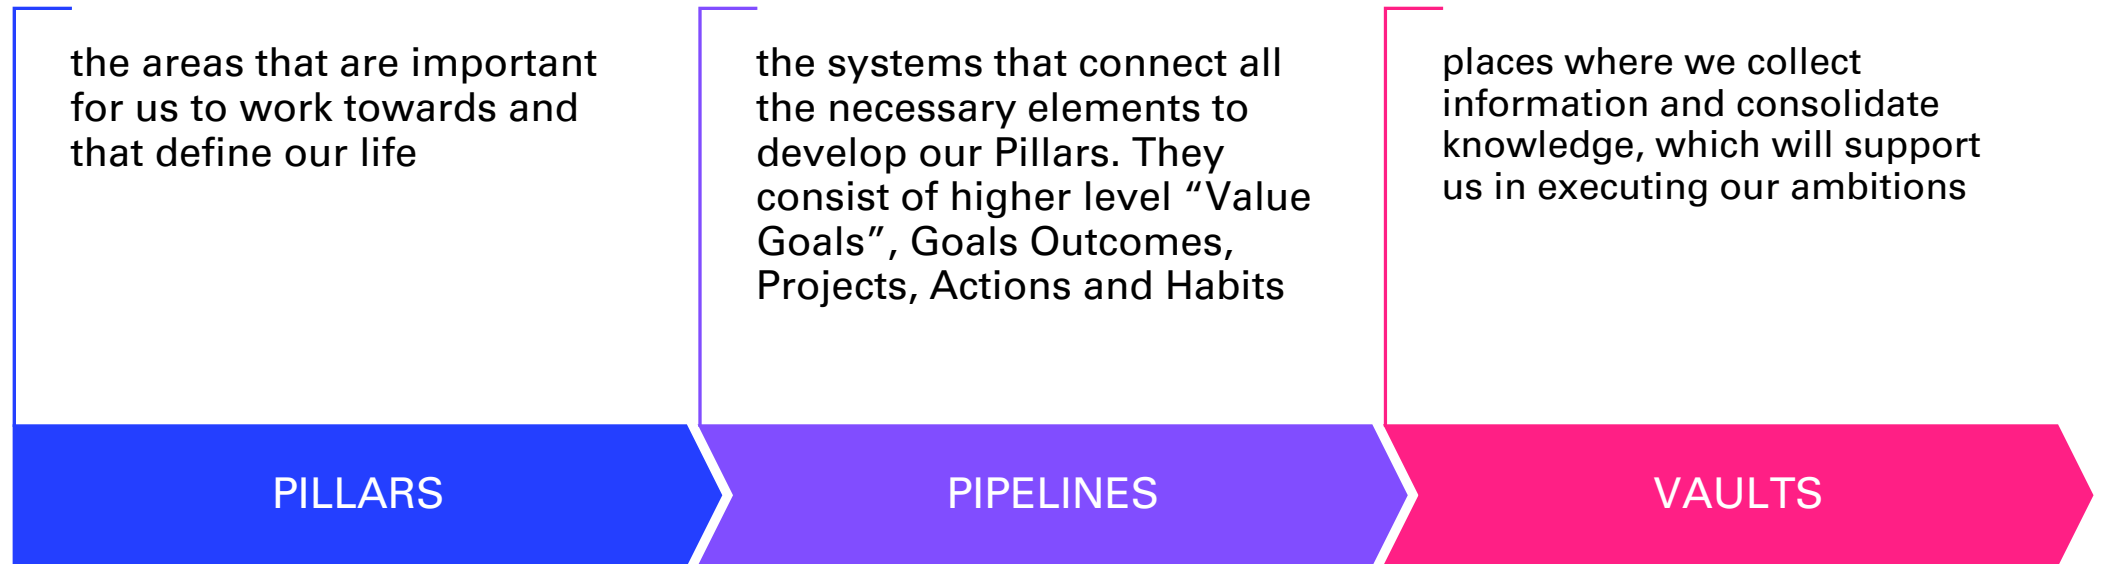 the areas that are important
for us to work towards and
that define our life
the systems that connect all
the necessary elements to
develop our Pillars. They
consist of higher level “Value
Goals”, Goals Outcomes,
Projects, Actions and Habits
places where we collect
information and consolidate
knowledge, which will support
us in executing our ambitions
PILLARS
PIPELINES
VAULTS